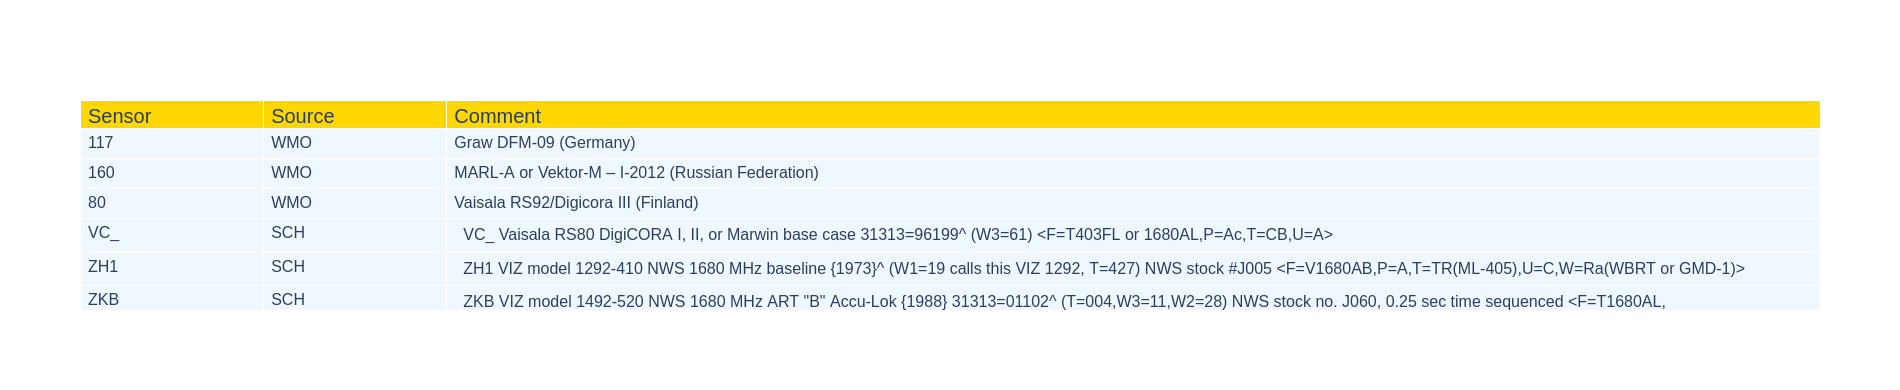 Sensor Source Comment
117 WMO Graw DFM-09 (Germany)
160 WMO MARL-A or Vektor-M – I-2012 (Russian Federation)
80 WMO Vaisala RS92/Digicora III (Finland)
VC_ SCH VC_ Vaisala RS80 DigiCORA I, II, or Marwin base case 31313=96199^ (W3=61) <F=T403FL or 1680AL,P=Ac,T=CB,U=A>
ZH1 SCH ZH1 VIZ model 1292-410 NWS 1680 MHz baseline {1973}^ (W1=19 calls this VIZ 1292, T=427) NWS stock #J005 <F=V1680AB,P=A,T=TR(ML-405),U=C,W=Ra(WBRT or GMD-1)>
ZKB SCH ZKB VIZ model 1492-520 NWS 1680 MHz ART "B" Accu-Lok {1988} 31313=01102^ (T=004,W3=11,W2=28) NWS stock no. J060, 0.25 sec time sequenced <F=T1680AL,